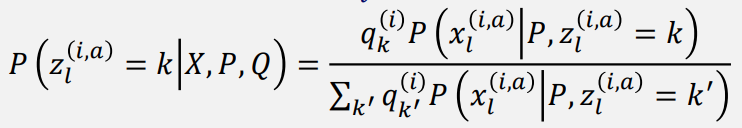 P(z_l^{(i,a)} = k | X, P, Q) = \frac{q_k^{(i)} P(x_l^{(i,a)} | P, z_l^{(i,a)} = k)}{\sum_{k'} q_{k'}^{(i)} P(x_l^{(i,a)} | P, z_l^{(i,a)} = k')}